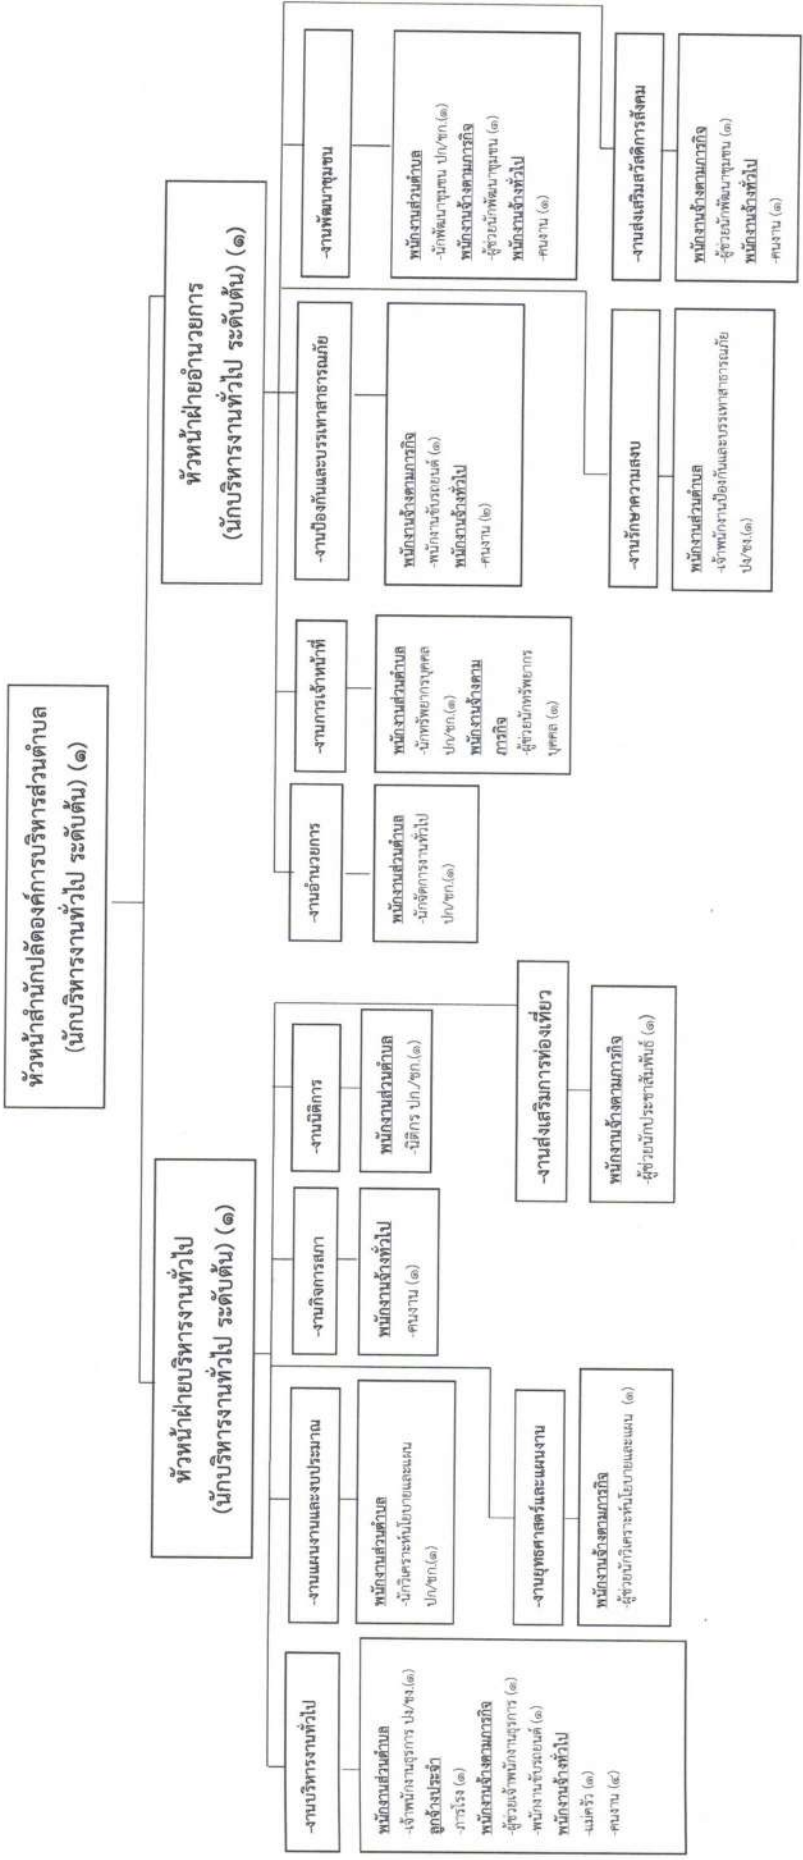 หัวหน้าสำนักปลัดองค์การบริหารส่วนตำบล
(นักบริหารงานทั่วไป ระดับต้น) (๑)
หัวหน้าฝ่ายบริหารงานทั่วไป
(นักบริหารงานทั่วไป ระดับต้น) (๑)
หัวหน้าฝ่ายอำนวยการ
(นักบริหารงานทั่วไป ระดับต้น) (๑)
-งานบริหารงานทั่วไป
พนักงานส่วนตำบล
-เจ้าพนักงานธุรการ ปง/ชง.(๑)
ลูกจ้างประจำ
-ภารโรง (๑)
พนักงานจ้างตามภารกิจ
-ผู้ช่วยเจ้าพนักงานธุรการ (๑)
-พนักงานขับรถยนต์ (๑)
พนักงานจ้างทั่วไป
-แม่ครัว (๑)
-คนงาน (๔)
-งานแผนงานและงบประมาณ
พนักงานส่วนตำบล
-นักวิเคราะห์นโยบายและแผน
ปก/ชก.(๑)
-งานกิจการสภา
พนักงานจ้างทั่วไป
-คนงาน (๑)
-งานนิติการ
พนักงานส่วนตำบล
-นิติกร ปก./ชก.(๑)
-งานยุทธศาสตร์และแผนงาน
พนักงานจ้างตามภารกิจ
-ผู้ช่วยนักวิเคราะห์นโยบายและแผน (๑)
-งานส่งเสริมการท่องเที่ยว
พนักงานจ้างตามภารกิจ
-ผู้ช่วยนักประชาสัมพันธ์ (๑)
-งานอำนวยการ
พนักงานส่วนตำบล
-นักจัดการงานทั่วไป
ปก/ชก.(๑)
-งานการเจ้าหน้าที่
พนักงานส่วนตำบล
-นักทรัพยากรบุคคล
ปก/ชก.(๑)
พนักงานจ้างตาม
ภารกิจ
-ผู้ช่วยนักทรัพยากร
บุคคล (๑)
-งานป้องกันและบรรเทาสาธารณภัย
พนักงานจ้างตามภารกิจ
-พนักงานขับรถยนต์ (๑)
พนักงานจ้างทั่วไป
-คนงาน (๒)
-งานพัฒนาชุมชน
พนักงานส่วนตำบล
-นักพัฒนาชุมชน ปก/ชก.(๑)
พนักงานจ้างตามภารกิจ
-ผู้ช่วยนักพัฒนาชุมชน (๑)
พนักงานจ้างทั่วไป
-คนงาน (๑)
-งานรักษาความสงบ
พนักงานส่วนตำบล
-เจ้าพนักงานป้องกันและบรรเทาสาธารณภัย
ปง/ชง.(๑)
-งานส่งเสริมสวัสดิการสังคม
พนักงานจ้างตามภารกิจ
-ผู้ช่วยนักพัฒนาชุมชน (๑)
พนักงานจ้างทั่วไป
-คนงาน (๑)